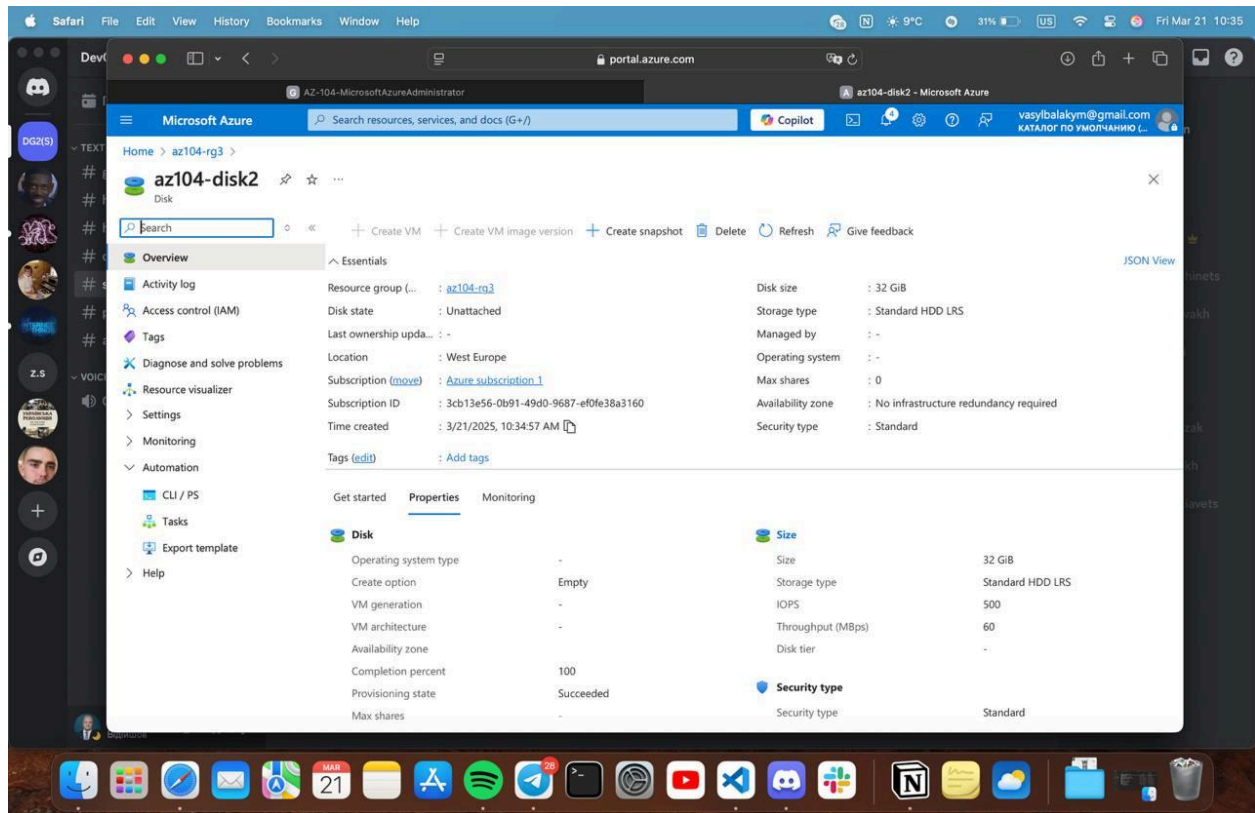 Safari File Edit View History Bookmarks Window Help 9°C 31% US Fri Mar 21 10:35
portal.azure.com
AZ-104-MicrosoftAzureAdministrator
az104-disk2 - Microsoft Azure
DG2(S)
Z.S
Microsoft Azure
Search resources, services, and docs (G+/)
Copilot
4
vasylbalakym@gmail.com
КАТАЛОГ ПО УМОЛЧАНИЮ (...
Home > az104-rg3 >
az104-disk2
Disk
Search
Overview
Activity log
Access control (IAM)
Tags
Diagnose and solve problems
Resource visualizer
Settings
Monitoring
Automation
CLI / PS
Tasks
Export template
Help
Create VM
Create VM image version
Create snapshot
Delete
Refresh
Give feedback
Essentials
JSON View
Resource group (... : az104-rg3
Disk state : Unattached
Last ownership upda... : -
Location : West Europe
Subscription (move) : Azure subscription 1
Subscription ID : 3cb13e56-0b91-49d0-9687-ef0fe38a3160
Time created : 3/21/2025, 10:34:57 AM
Disk size : 32 GiB
Storage type : Standard HDD LRS
Managed by : -
Operating system : -
Max shares : 0
Availability zone : No infrastructure redundancy required
Security type : Standard
Tags (edit) : Add tags
Get started Properties Monitoring
Disk
Operating system type -
Create option Empty
VM generation -
VM architecture -
Availability zone
Completion percent 100
Provisioning state Succeeded
Max shares -
Size
Size 32 GiB
Storage type Standard HDD LRS
IOPS 500
Throughput (MBps) 60
Disk tier -
Security type
Security type Standard
MAR
21
28